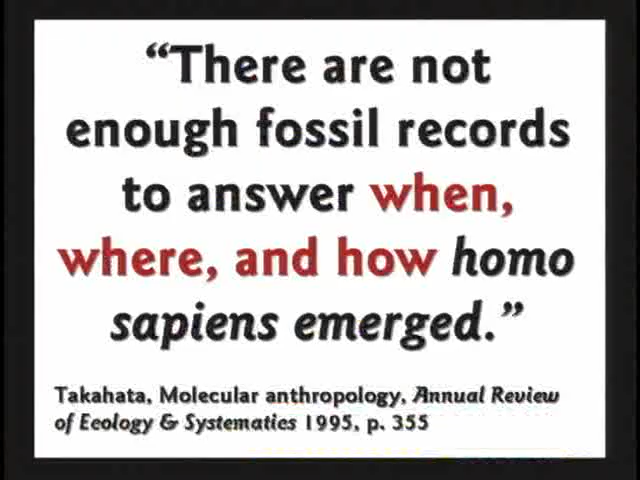 “There are not
enough fossil records
to answer when,
where, and how homo
sapiens emerged.”
Takahata, Molecular anthropology, Annual Review
of Ecology & Systematics 1995, p. 355